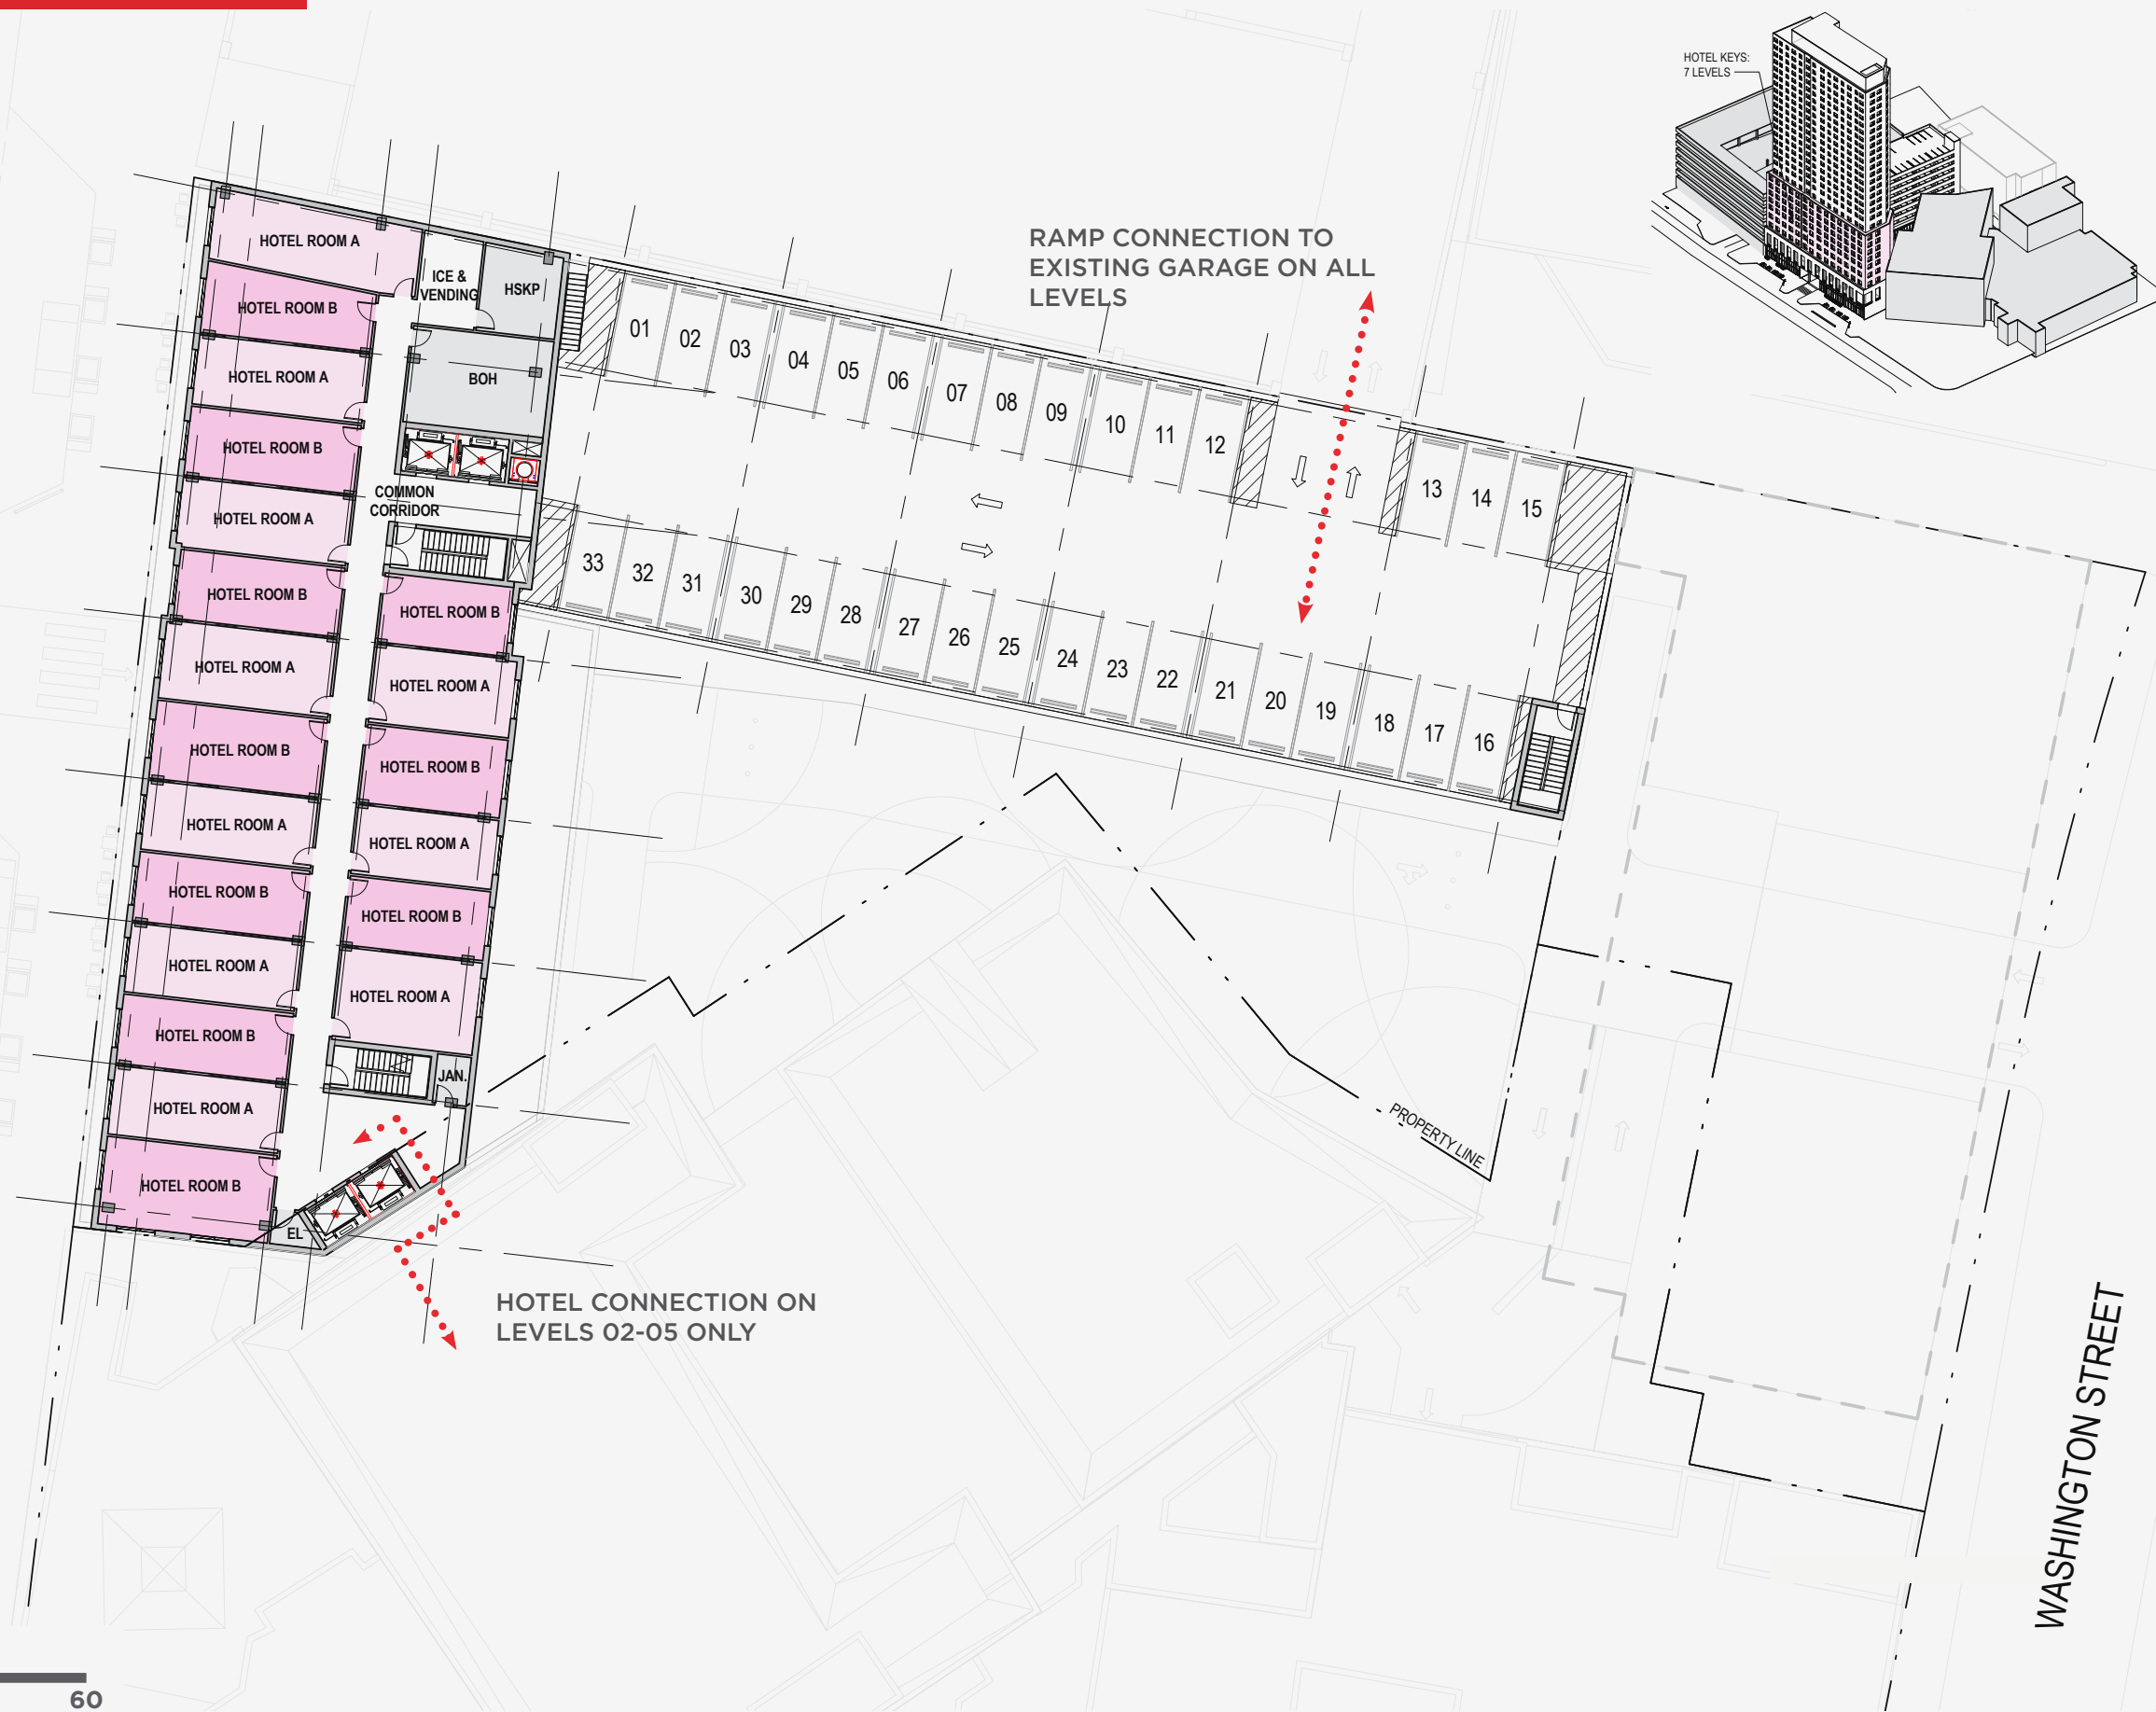 HOTEL KEYS:
7 LEVELS
RAMP CONNECTION TO
EXISTING GARAGE ON ALL
LEVELS
HOTEL ROOM A
ICE &
VENDING
HSKP
HOTEL ROOM B
HOTEL ROOM A
BOH
HOTEL ROOM B
COMMON
CORRIDOR
HOTEL ROOM A
HOTEL ROOM B
HOTEL ROOM B
HOTEL ROOM A
HOTEL ROOM A
HOTEL ROOM B
HOTEL ROOM B
HOTEL ROOM A
HOTEL ROOM A
HOTEL ROOM B
HOTEL ROOM B
HOTEL ROOM A
HOTEL ROOM A
HOTEL ROOM B
JAN.
HOTEL ROOM A
HOTEL ROOM B
EL
01
02
03
04
05
06
07
08
09
10
11
12
13
14
15
33
32
31
30
29
28
27
26
25
24
23
22
21
20
19
18
17
16
PROPERTY LINE
HOTEL CONNECTION ON
LEVELS 02-05 ONLY
WASHINGTON STREET
60